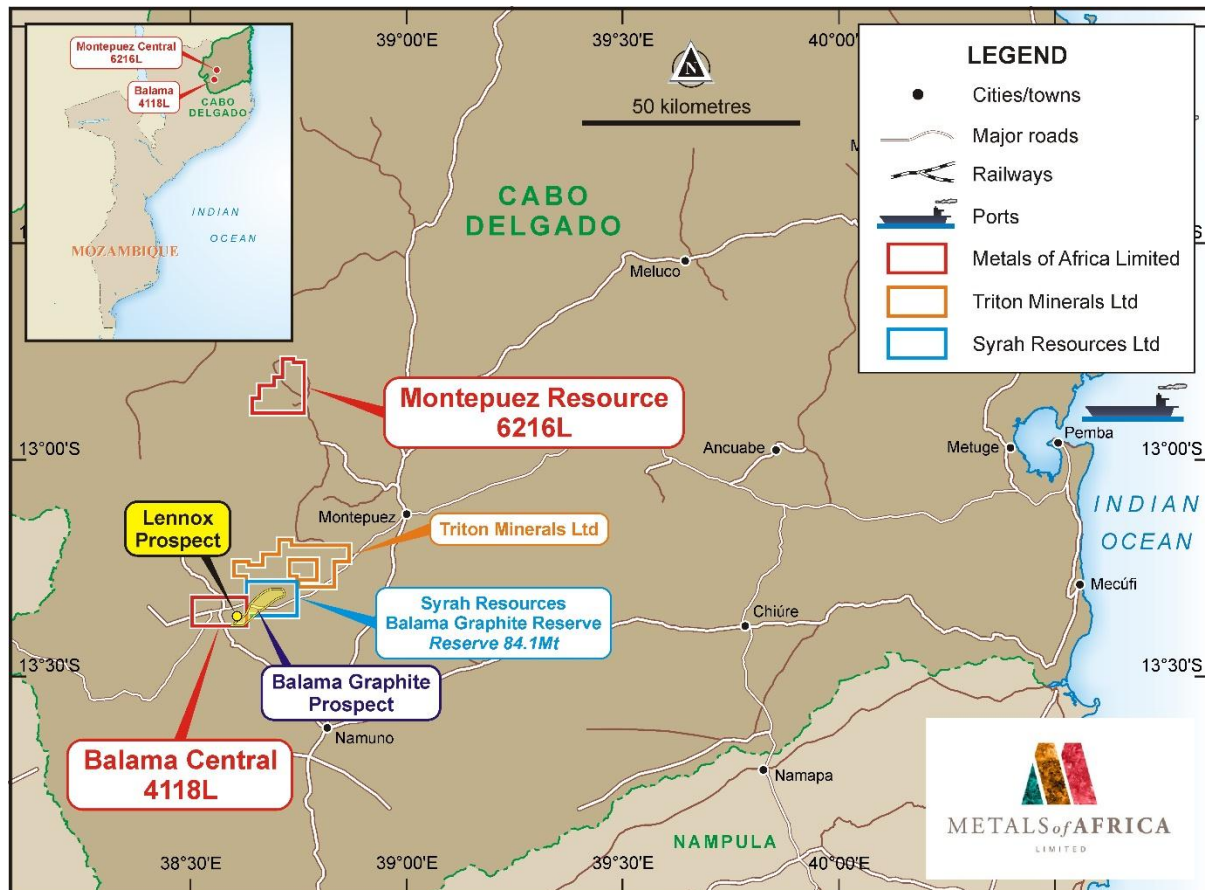 39°00'E
39°30'E
40°00'
Montepuez Central
6216L
Balama
4118L
CABO
DELGADO
INDIAN
OCEAN
MOZAMBIQUE
N
50 kilometres
LEGEND
Cities/towns
Major roads
Railways
Ports
Metals of Africa Limited
Triton Minerals Ltd
Syrah Resources Ltd
CABO
DELGADO
Meluco
Montepuez Resource
6216L
13°00'S
Ancuabe
Metuge
Pemba
13°00'S
Lennox
Prospect
Montepuez
Triton Minerals Ltd
INDIAN
OCEAN
Mecúfi
Syrah Resources
Balama Graphite Reserve
Reserve 84.1Mt
Chiúre
13°30'S
Balama Graphite
Prospect
13°30'S
Namuno
Balama Central
4118L
Namapa
METALS of AFRICA
LIMITED
NAMPULA
38°30'E
39°00'E
39°30'E
40°00'E